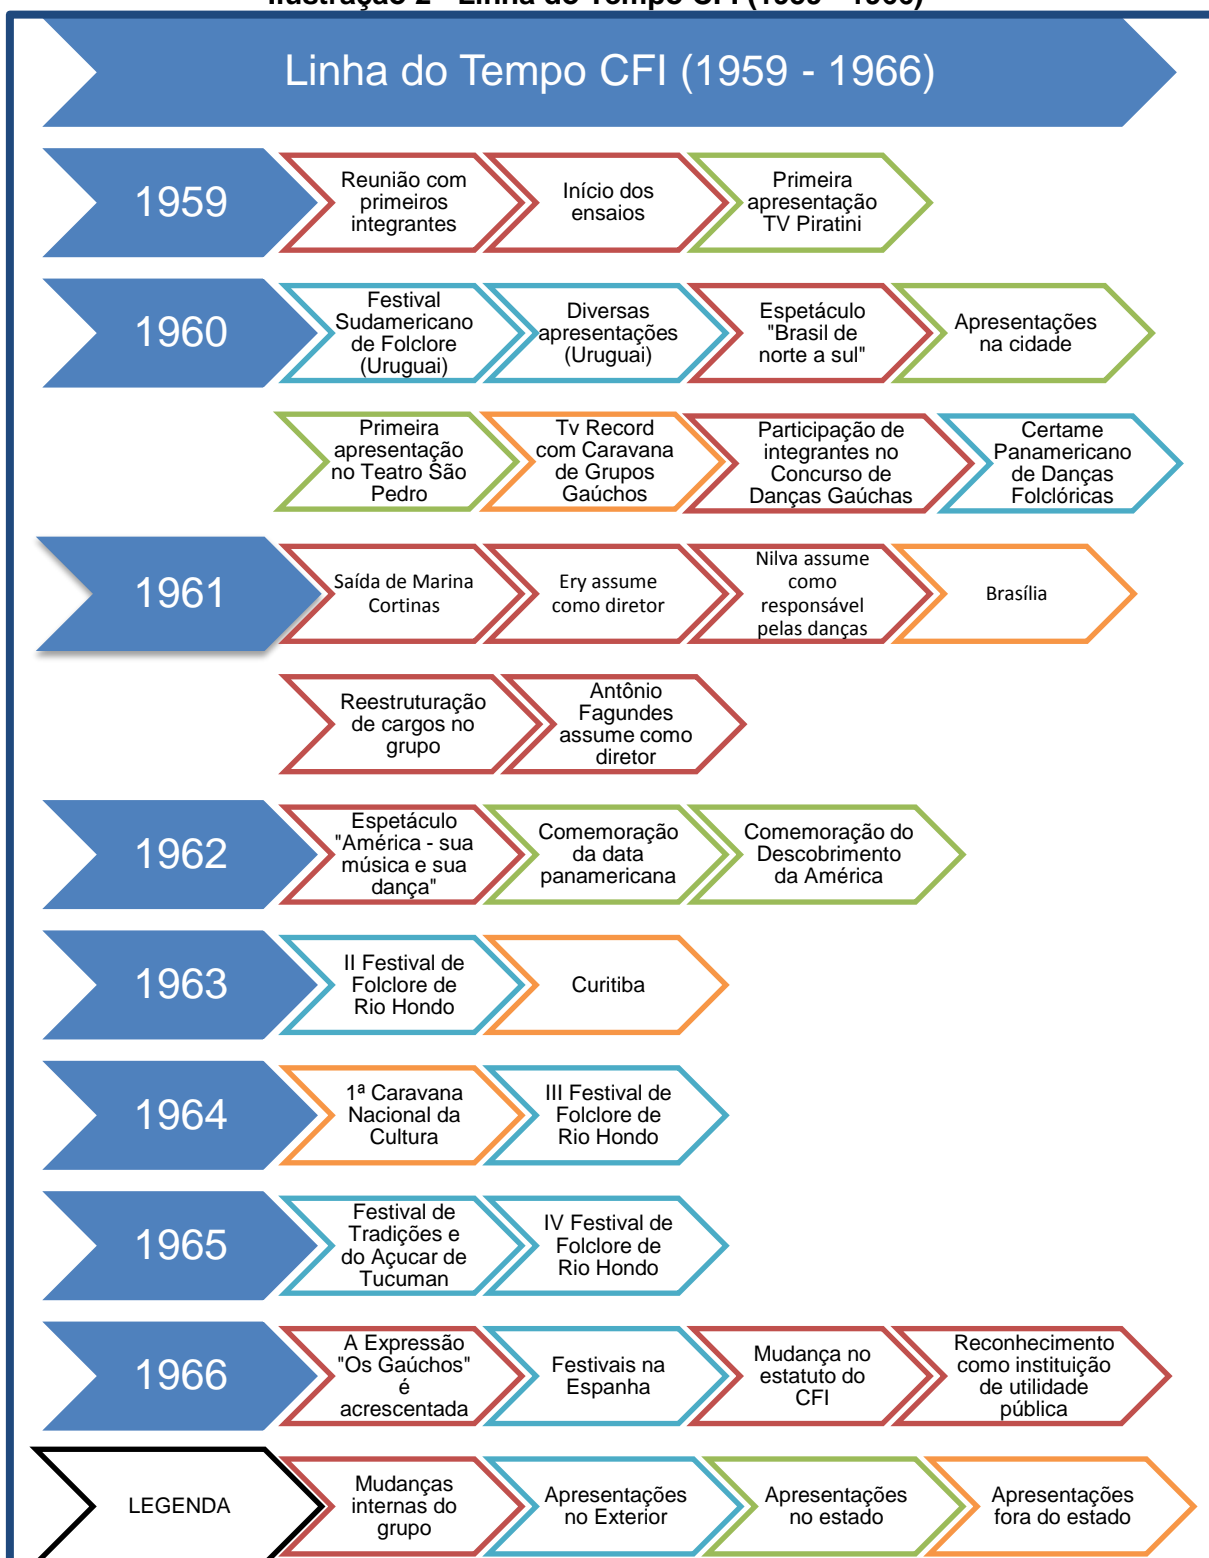 Ilustração 2 - Linha do Tempo CFI (1959 - 1966)
Linha do Tempo CFI (1959 - 1966)
1959
Reunião com
primeiros
integrantes
Início dos
ensaios
Primeira
apresentação
TV Piratini
1960
Festival
Sudamericano
de Folclore
(Uruguai)
Diversas
apresentações
(Uruguai)
Espetáculo
"Brasil de
norte a sul"
Apresentações
na cidade
Primeira
apresentação
no Teatro São
Pedro
Tv Record
com Caravana
de Grupos
Gaúchos
Participação de
integrantes no
Concurso de
Danças Gaúchas
Certame
Panamericano
de Danças
Folclóricas
1961
Saída de Marina
Cortinas
Ery assume
como diretor
Nilva assume
como
responsável
pelas danças
Brasília
Reestruturação
de cargos no
grupo
Antônio
Fagundes
assume como
diretor
1962
Espetáculo
"América - sua
música e sua
dança"
Comemoração
da data
panamericana
Comemoração do
Descobrimento
da América
1963
II Festival de
Folclore de
Rio Hondo
Curitiba
1964
1ª Caravana
Nacional da
Cultura
III Festival de
Folclore de
Rio Hondo
1965
Festival de
Tradições e
do Açucar de
Tucuman
IV Festival de
Folclore de
Rio Hondo
1966
A Expressão
"Os Gaúchos"
é
acrescentada
Festivais na
Espanha
Mudança no
estatuto do
CFI
Reconhecimento
como instituição
de utilidade
pública
LEGENDA
Mudanças
internas do
grupo
Apresentações
no Exterior
Apresentações
no estado
Apresentações
fora do estado